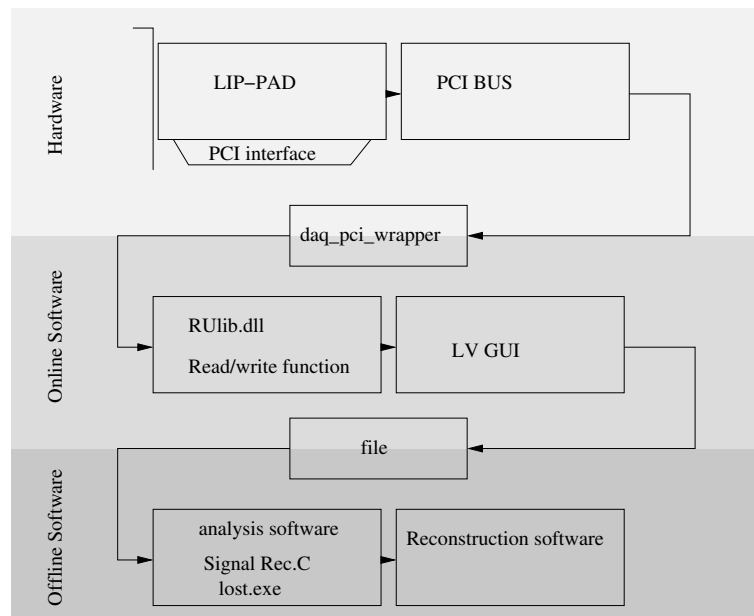 Hardware
LIP−PAD
PCI BUS
PCI interface
daq_pci_wrapper
Online Software
RUlib.dll
Read/write function
LV GUI
file
Offline Software
analysis software
Signal Rec.C
lost.exe
Reconstruction software